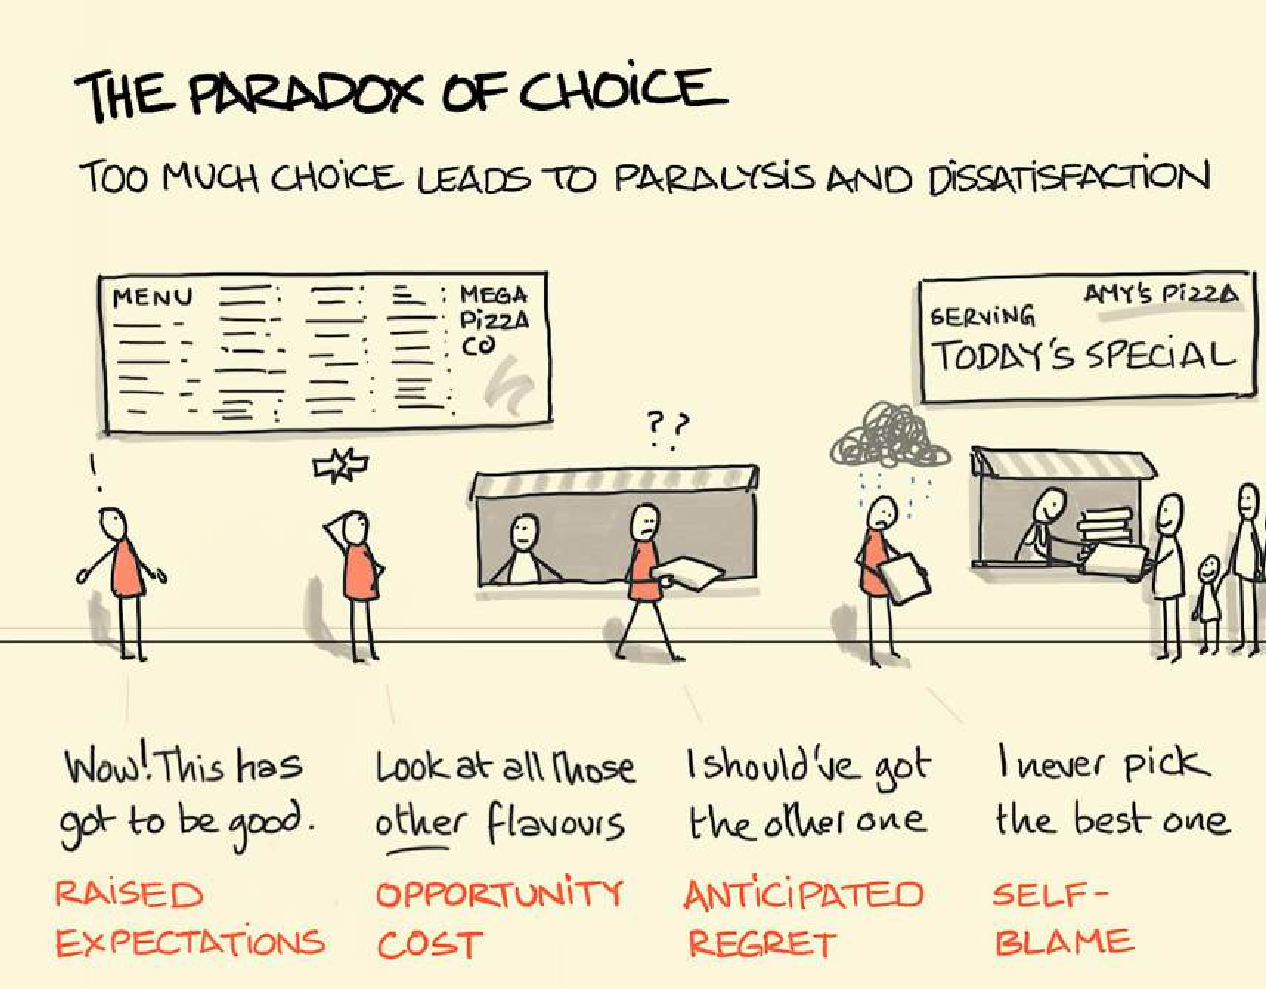 THE PARADOX OF CHOICE
TOO MUCH CHOICE LEADS TO PARALYSIS AND DISSATISFACTION
MENU
MEGA
PIZZA
CO
AMY'S PIZZA
SERVING
TODAY'S SPECIAL
!
??
Wow! This has
got to be good.
RAISED
EXPECTATIONS
Look at all those
other flavours
OPPORTUNITY
COST
I should've got
the other one
ANTICIPATED
REGRET
I never pick
the best one
SELF-
BLAME